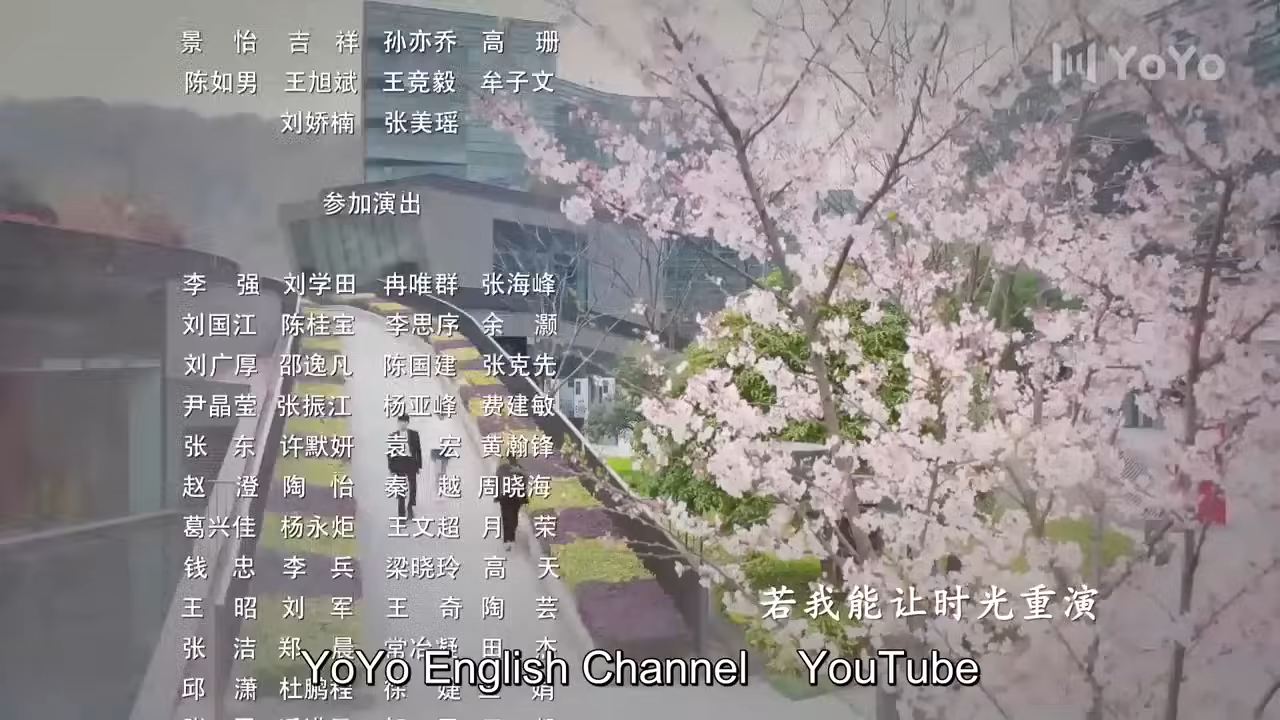 景怡 吉祥 孙亦乔 高珊
YoYo
陈如男 王旭斌 王竞毅 牟子文
刘娇楠 张美瑶
参加演出
李强 刘学田 冉唯群 张海峰
刘国江 陈桂宝 李思序 余灏
刘广厚 邵逸凡 陈国建 张克先
尹晶莹 张振江 杨亚峰 费建敏
张东 许默妍 袁宏 黄瀚锋
赵澄 陶怡 秦越 周晓海
葛兴佳 杨永炬 王文超 月荣
钱忠 李兵 梁晓玲 高天
王昭 刘军 王奇 陶芸
若我能让时光重演
张洁 郑晨 常冶凝 田杰
YoYo English Channel YouTube
邱潇 杜鹏程 徐婕 娟